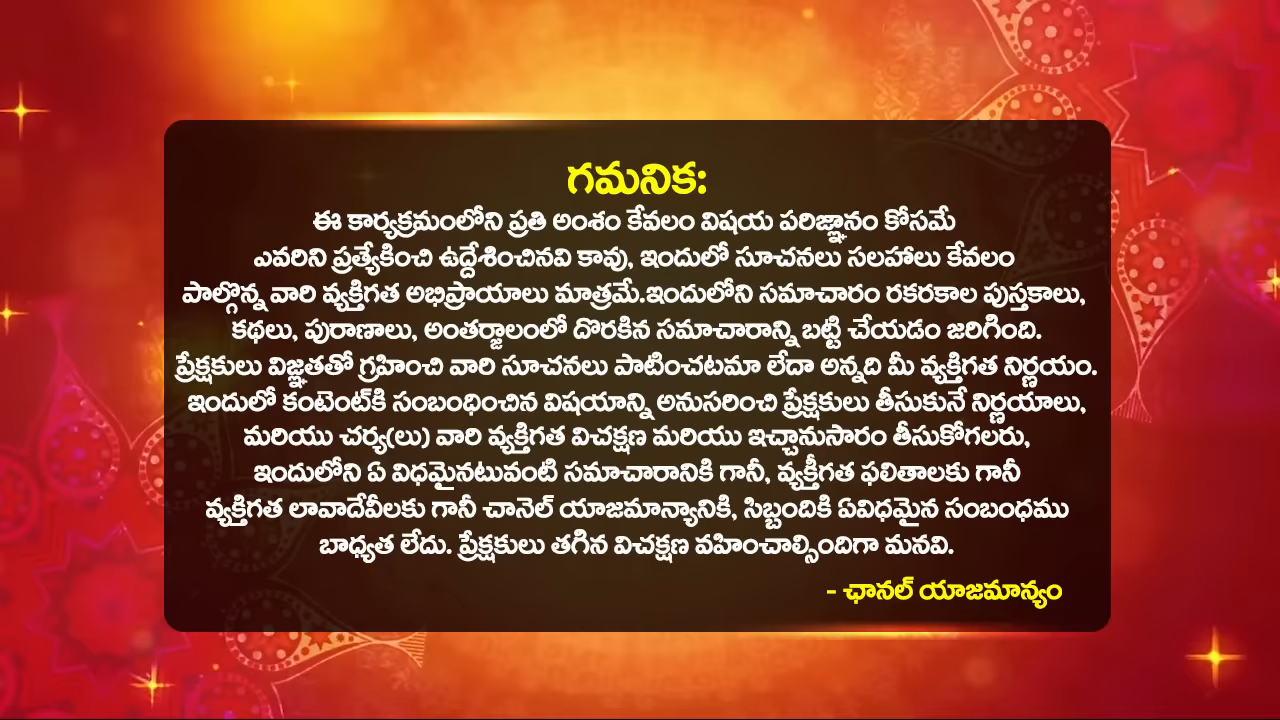 గమనిక:
ఈ కార్యక్రమంలోని ప్రతి అంశం కేవలం విషయ పరిజ్ఞానం కోసమే
ఎవరిని ప్రత్యేకించి ఉద్దేశించినవి కావు, ఇందులో సూచనలు సలహాలు కేవలం
పాల్గొన్న వారి వ్యక్తిగత అభిప్రాయాలు మాత్రమే.ఇందులోని సమాచారం రకరకాల పుస్తకాలు,
కథలు, పురాణాలు, అంతర్జాలంలో దొరకిన సమాచారాన్ని బట్టి చేయడం జరిగింది.
ప్రేక్షకులు విజ్ఞతతో గ్రహించి వారి సూచనలు పాటించటమా లేదా అన్నది మీ వ్యక్తిగత నిర్ణయం.
ఇందులో కంటెంట్‌కి సంబంధించిన విషయాన్ని అనుసరించి ప్రేక్షకులు తీసుకునే నిర్ణయాలు,
మరియు చర్య(లు) వారి వ్యక్తిగత విచక్షణ మరియు ఇచ్చానుసారం తీసుకోగలరు,
ఇందులోని ఏ విధమైనటువంటి సమాచారానికి గానీ, వ్యక్తీగత ఫలితాలకు గానీ
వ్యక్తిగత లావాదేవీలకు గానీ చానెల్ యాజమాన్యానికి, సిబ్బందికి ఏవిధమైన సంబంధము
బాధ్యత లేదు. ప్రేక్షకులు తగిన విచక్షణ వహించాల్సిందిగా మనవి.
- ఛానల్ యాజమాన్యం